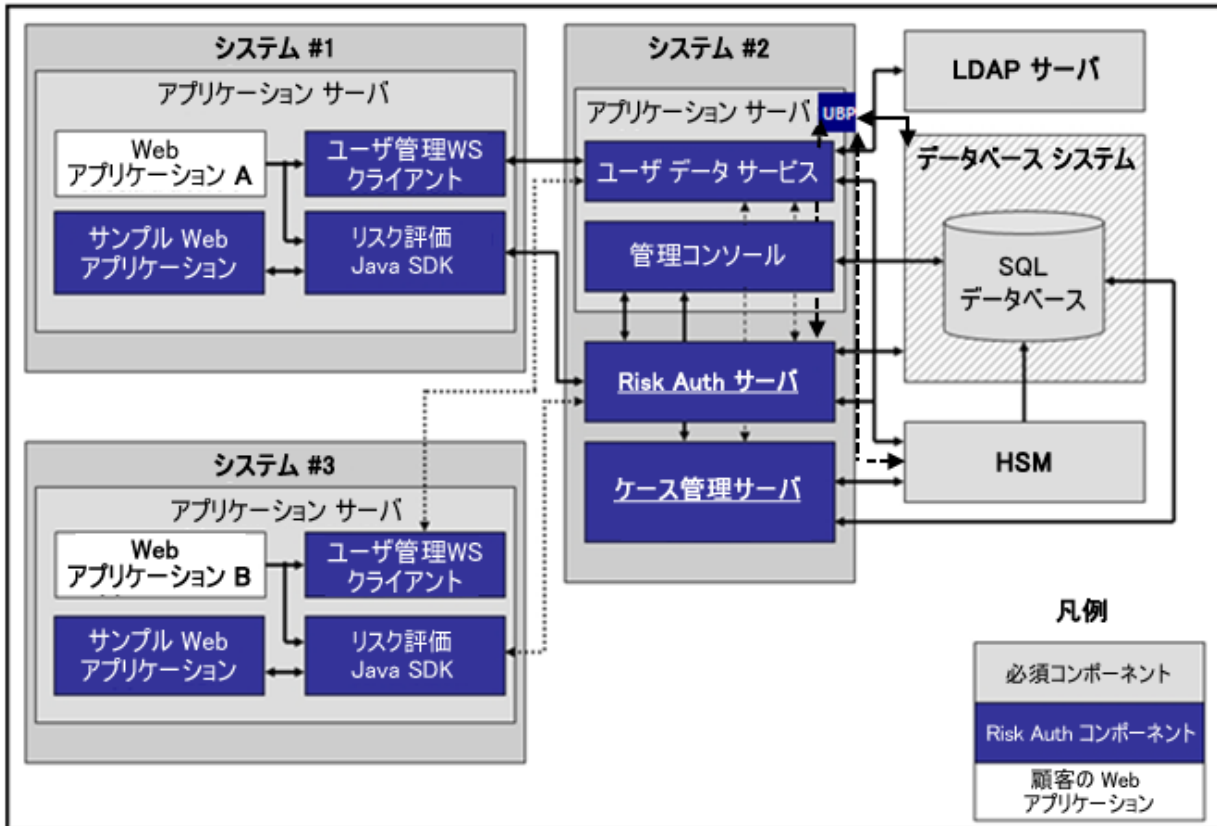 システム #1
アプリケーション サーバ
Web
アプリケーション A
ユーザ管理WS
クライアント
サンプル Web
アプリケーション
リスク評価
Java SDK
システム #2
アプリケーション サーバ
UBP
ユーザ データ サービス
管理コンソール
Risk Auth サーバ
ケース管理サーバ
LDAP サーバ
データベース システム
SQL
データベース
HSM
システム #3
アプリケーション サーバ
Web
アプリケーション B
ユーザ管理WS
クライアント
サンプル Web
アプリケーション
リスク評価
Java SDK
凡例
必須コンポーネント
Risk Auth コンポーネント
顧客の Web
アプリケーション